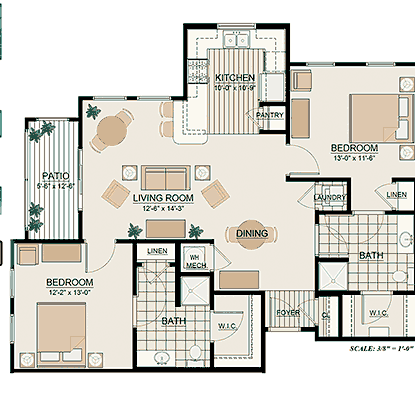 KITCHEN
10'-0" x 10'-9"
PANTRY
BEDROOM
13'-0" x 11'-6"
PATIO
5'-6" x 12'-6"
LIVING ROOM
12'-6" x 14'-3"
LAUNDRY
LINEN
DINING
LINEN
WH
MECH.
BATH
BEDROOM
12'-2" x 13'-0"
BATH
W.I.C.
FOYER
CL
W.I.C.
SCALE: 3/8" = 1'-0"